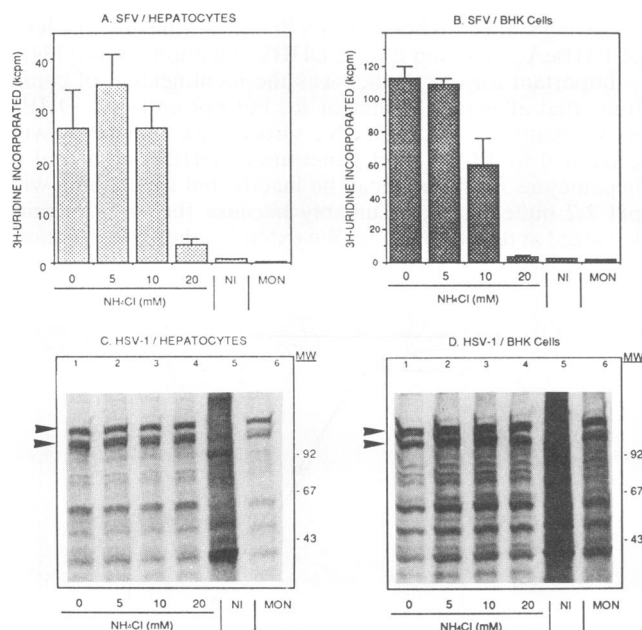 A. SFV / HEPATOCYTES
3H-URIDINE INCORPORATED (kcpm)
40
30
20
10
0
0 5 10 20 NI MON
NH₄Cl (mM)
B. SFV / BHK Cells
3H-URIDINE INCORPORATED (kcpm)
120
100
80
60
40
20
0
0 5 10 20 NI MON
NH₄Cl (mM)
C. HSV-1 / HEPATOCYTES
1 2 3 4 5 6
MW
- 92
- 67
- 43
0 5 10 20 NI MON
NH₄Cl (mM)
D. HSV-1 / BHK Cells
1 2 3 4 5 6
MW
- 92
- 67
- 43
0 5 10 20 NI MON
NH₄Cl (mM)